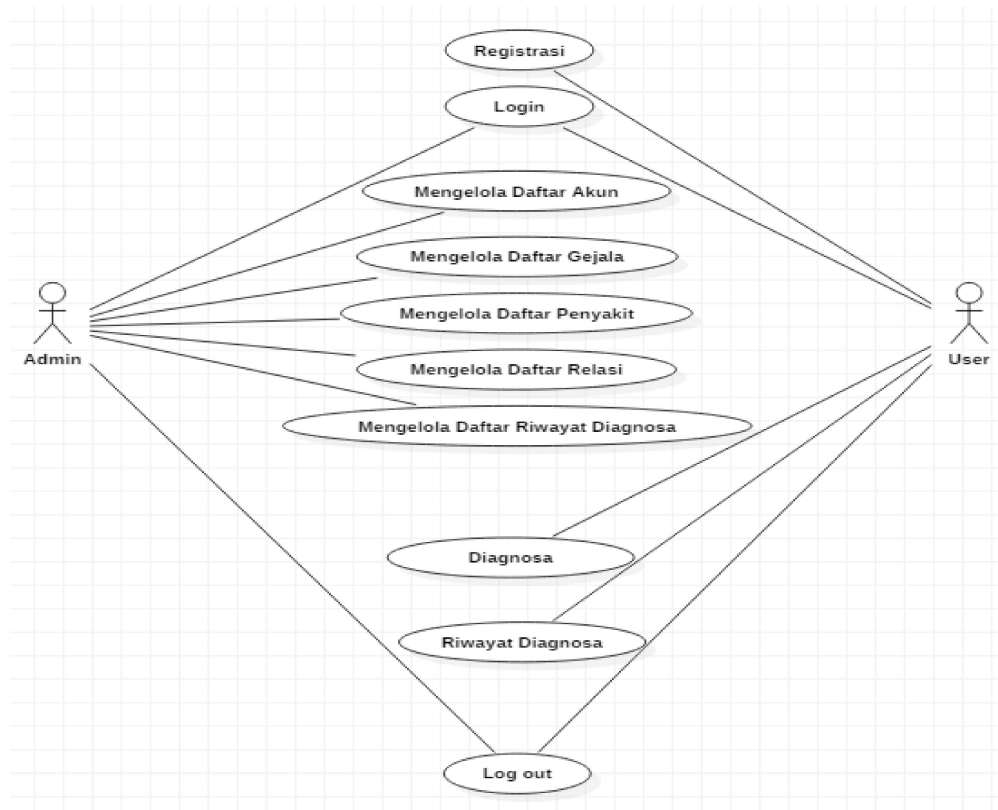 Registrasi
Login
Mengelola Daftar Akun
Mengelola Daftar Gejala
Mengelola Daftar Penyakit
Admin
User
Mengelola Daftar Relasi
Mengelola Daftar Riwayat Diagnosa
Diagnosa
Riwayat Diagnosa
Log out